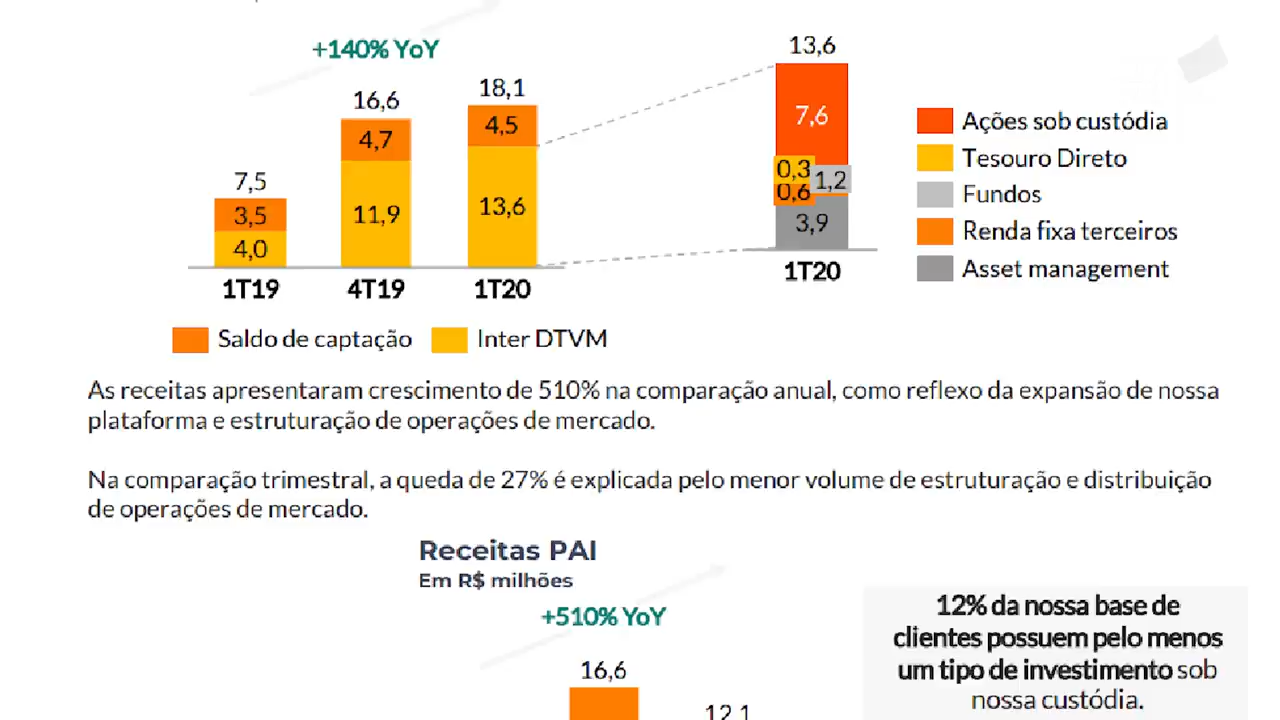 +140% YoY
13,6
18,1
16,6
7,6
4,5
4,7
Ações sob custódia
Tesouro Direto
0,3
1,2
7,5
0,6
Fundos
13,6
11,9
3,5
3,9
Renda fixa terceiros
4,0
Asset management
1T19
4T19
1T20
1T20
Saldo de captação
Inter DTVM
As receitas apresentaram crescimento de 510% na comparação anual, como reflexo da expansão de nossa
plataforma e estruturação de operações de mercado.
Na comparação trimestral, a queda de 27% é explicada pelo menor volume de estruturação e distribuição
de operações de mercado.
Receitas PAI
Em R$ milhões
+510% YoY
16,6
12,1
12% da nossa base de
clientes possuem pelo menos
um tipo de investimento sob
nossa custódia.